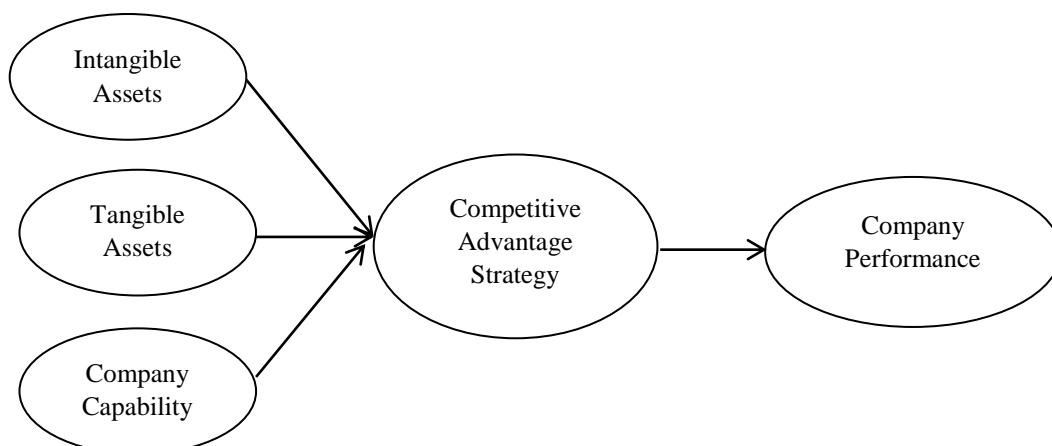 Intangible
Assets
Tangible
Assets
Company
Capability
Competitive
Advantage
Strategy
Company
Performance